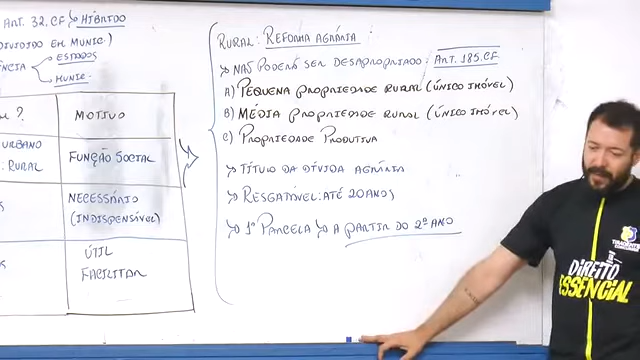 ART. 32. CF → HÍBRIDO
DIVIDIDO EM MUNIC.)
ESTADOS
MUNIC.
?
MOTIVO
URBANO
: RURAL
FUNÇÃO SOCIAL
NECESSÁRIO
(INDISPENSÁVEL)
ÚTIL
FACILITAR
RURAL: REFORMA AGRÁRIA
NÃO PODERÁ SER DESAPROPRIADO: ART. 185. CF
A) PEQUENA PROPRIEDADE RURAL (ÚNICO IMÓVEL)
B) MÉDIA PROPRIEDADE RURAL (ÚNICO IMÓVEL)
C) PROPRIEDADE PRODUTIVA
TÍTULO DA DÍVIDA AGRÁRIA
RESGATÁVEL: ATÉ 20 ANOS
1ª PARCELA → A PARTIR DO 2º ANO
DIREITO
ESSENCIAL